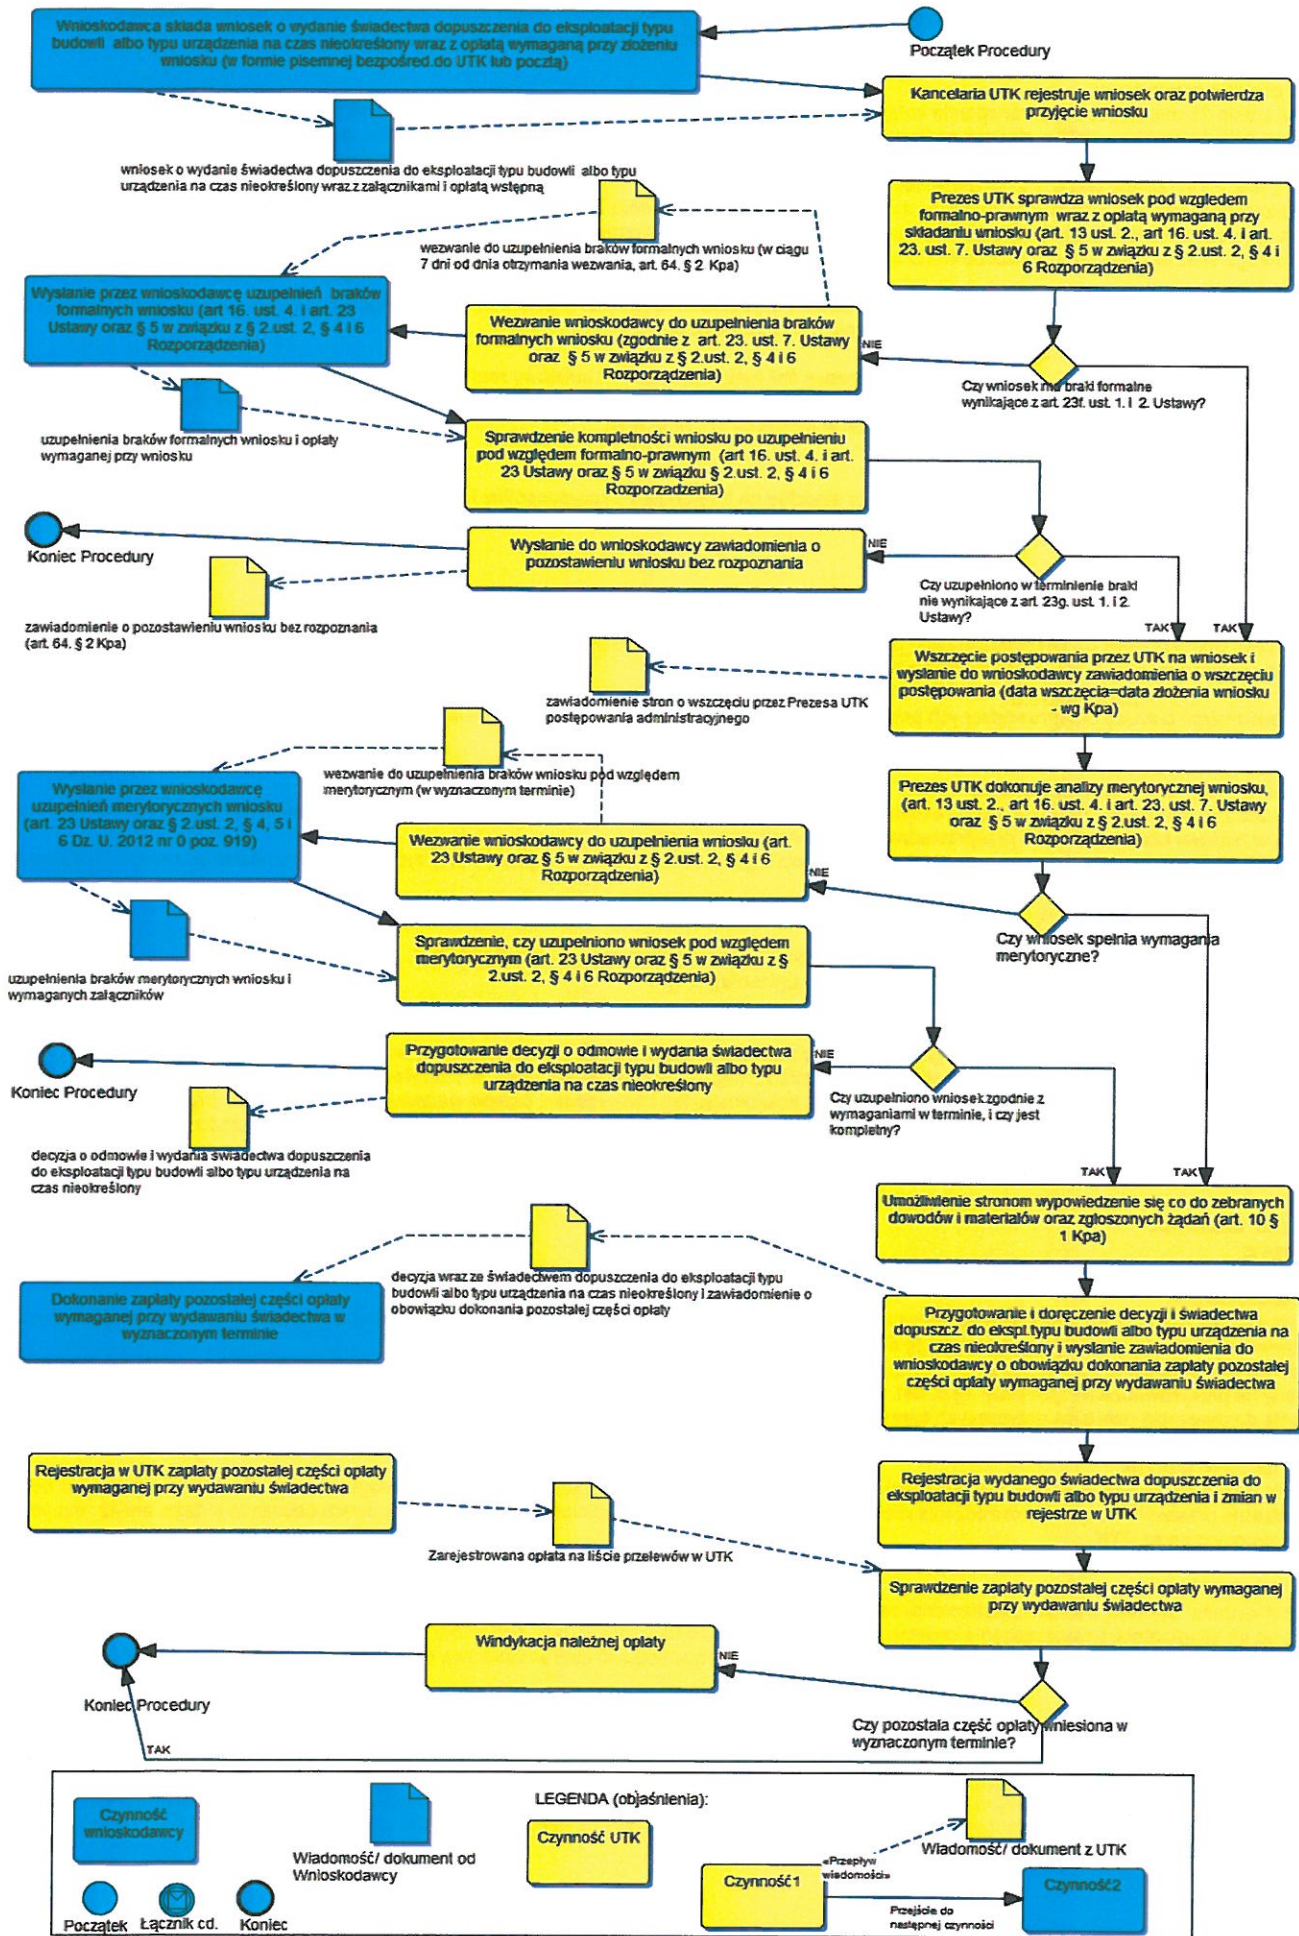 Wnioskodawca składa wniosek o wydanie świadectwa dopuszczenia do eksploatacji typu
budowli albo typu urządzenia na czas nieokreślony wraz z opłatą wymaganą przy złożeniu
wniosku (w formie pisemnej bezpośred.do UTK lub pocztą)
Początek Procedury
Kancelaria UTK rejestruje wniosek oraz potwierdza
przyjęcie wniosku
wniosek o wydanie świadectwa dopuszczenia do eksploatacji typu budowli albo typu
urządzenia na czas nieokreślony wraz z załącznikami i opłatą wstępną
Prezes UTK sprawdza wniosek pod względem
formalno-prawnym wraz z opłatą wymaganą przy
składaniu wniosku (art. 13 ust. 2., art 16. ust. 4. i art.
23. ust. 7. Ustawy oraz § 5 w związku z § 2.ust. 2, § 4 i
6 Rozporządzenia)
wezwanie do uzupełnienia braków formalnych wniosku (w ciągu
7 dni od dnia otrzymania wezwania, art. 64. § 2 Kpa)
Wysłanie przez wnioskodawcę uzupełnień braków
formalnych wniosku (art 16. ust. 4. i art. 23
Ustawy oraz § 5 w związku z § 2.ust. 2, § 4 i 6
Rozporządzenia)
Wezwanie wnioskodawcy do uzupełnienia braków
formalnych wniosku (zgodnie z art. 23. ust. 7. Ustawy
oraz § 5 w związku z § 2.ust. 2, § 4 i 6
Rozporządzenia)
NIE
Czy wniosek ma braki formalne
wynikające z art. 23f. ust. 1. i 2. Ustawy?
uzupełnienia braków formalnych wniosku i opłaty
wymaganej przy wniosku
Sprawdzenie kompletności wniosku po uzupełnieniu
pod względem formalno-prawnym (art 16. ust. 4. i art.
23 Ustawy oraz § 5 w związku § 2.ust. 2, § 4 i 6
Rozporzadzenia)
Koniec Procedury
Wysłanie do wnioskodawcy zawiadomienia o
pozostawieniu wniosku bez rozpoznania
NIE
Czy uzupełniono w terminienie braki
nie wynikające z art. 23g. ust. 1. i 2.
Ustawy?
zawiadomienie o pozostawieniu wniosku bez rozpoznania
(art. 64. § 2 Kpa)
TAK
TAK
Wszczęcie postępowania przez UTK na wniosek i
wysłanie do wnioskodawcy zawiadomienia o wszczęciu
postępowania (data wszczęcia=data złożenia wniosku
- wg Kpa)
zawiadomienie stron o wszczęciu przez Prezesa UTK
postępowania administracyjnego
wezwanie do uzupełnienia braków wniosku pod względem
merytorycznym (w wyznaczonym terminie)
Wysłanie przez wnioskodawcę
uzupełnień merytorycznych wniosku
(art. 23 Ustawy oraz § 2.ust. 2, § 4, 5 i
6 Dz. U. 2012 nr 0 poz. 919)
Prezes UTK dokonuje analizy merytorycznej wniosku,
(art. 13 ust. 2., art 16. ust. 4. i art. 23. ust. 7. Ustawy
oraz § 5 w związku z § 2.ust. 2, § 4 i 6
Rozporządzenia)
Wezwanie wnioskodawcy do uzupełnienia wniosku (art.
23 Ustawy oraz § 5 w związku z § 2.ust. 2, § 4 i 6
Rozporządzenia)
NIE
Czy wniosek spełnia wymagania
merytoryczne?
Sprawdzenie, czy uzupełniono wniosek pod względem
merytorycznym (art. 23 Ustawy oraz § 5 w związku z §
2.ust. 2, § 4 i 6 Rozporządzenia)
uzupełnienia braków merytorycznych wniosku i
wymaganych załączników
Koniec Procedury
Przygotowanie decyzji o odmowie i wydania świadectwa
dopuszczenia do eksploatacji typu budowli albo typu
urządzenia na czas nieokreślony
NIE
Czy uzupełniono wniosek zgodnie z
wymaganiami w terminie, i czy jest
kompletny?
decyzja o odmowie i wydania świadectwa dopuszczenia
do eksploatacji typu budowli albo typu urządzenia na
czas nieokreślony
TAK
TAK
Umożliwienie stronom wypowiedzenie się co do zebranych
dowodów i materiałów oraz zgłoszonych żądań (art. 10 §
1 Kpa)
decyzja wraz ze świadectwem dopuszczenia do eksploatacji typu
budowli albo typu urządzenia na czas nieokreślony i zawiadomienie o
obowiązku dokonania pozostałej części opłaty
Dokonanie zapłaty pozostałej części opłaty
wymaganej przy wydawaniu świadectwa w
wyznaczonym terminie
Przygotowanie i doręczenie decyzji i świadectwa
dopuszcz. do ekspl.typu budowli albo typu urządzenia na
czas nieokreślony i wysłanie zawiadomienia do
wnioskodawcy o obowiązku dokonania zapłaty pozostałej
części opłaty wymaganej przy wydawaniu świadectwa
Rejestracja w UTK zapłaty pozostałej części opłaty
wymaganej przy wydawaniu świadectwa
Rejestracja wydanego świadectwa dopuszczenia do
eksploatacji typu budowli albo typu urządzenia i zmian w
rejestrze w UTK
Zarejestrowana opłata na liście przelewów w UTK
Sprawdzenie zapłaty pozostałej części opłaty wymaganej
przy wydawaniu świadectwa
Windykacja należnej opłaty
NIE
Koniec Procedury
Czy pozostała część opłaty wniesiona w
wyznaczonym terminie?
TAK
LEGENDA (objaśnienia):
Czynność
wnioskodawcy
Wiadomość/ dokument od
Wnioskodawcy
Czynność UTK
Wiadomość/ dokument z UTK
«Przepływ
wiadomości»
Czynność1
Czynność2
Przejście do
następnej czynności
Początek
Łącznik cd.
Koniec